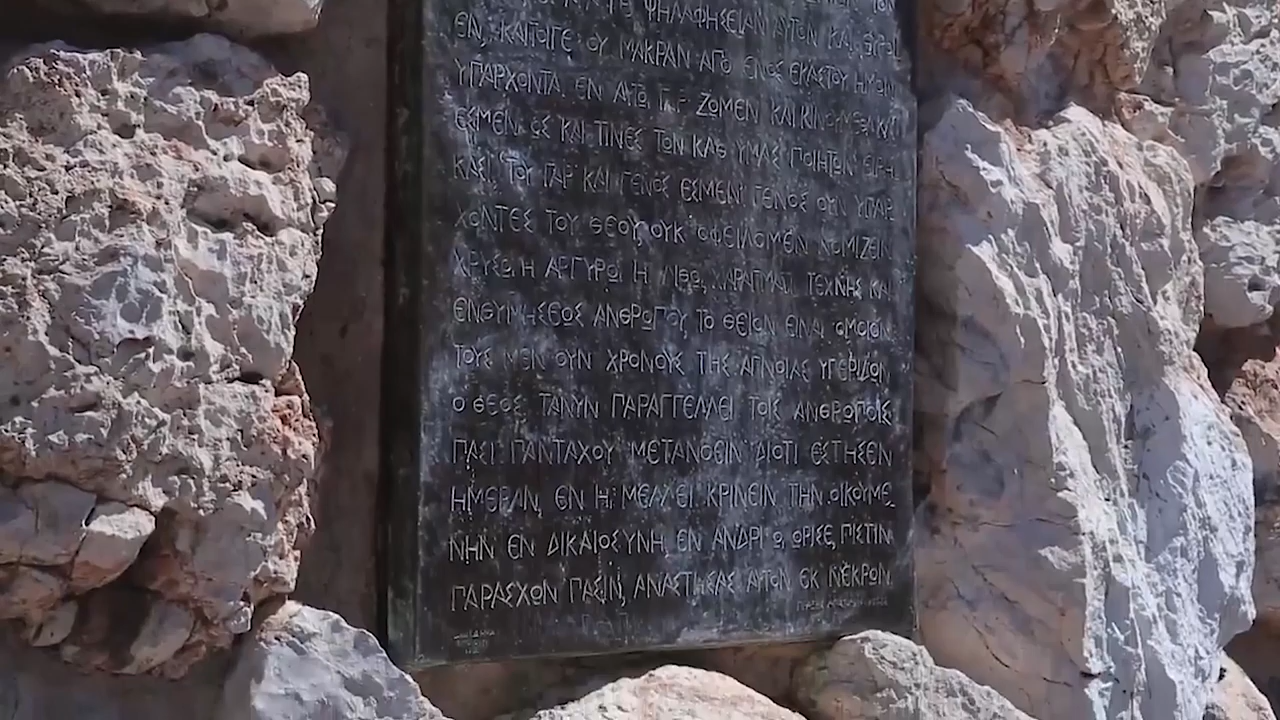 ΨΗΛΑΦΗΣΕΙΑΝ ΑΥΤΟΝ ΚΑΙ ΕΥΡΟΙ
ΕΝ, ΚΑΙΤΟΙΓΕ ΟΥ ΜΑΚΡΑΝ ΑΠΟ ΕΝΟΣ ΕΚΑΣΤΟΥ ΗΜΩΝ
ΥΠΑΡΧΟΝΤΑ. ΕΝ ΑΥΤΩ ΓΑΡ ΖΩΜΕΝ ΚΑΙ ΚΙΝΟΥΜΕΘΑ ΚΑΙ
ΕΣΜΕΝ, ΩΣ ΚΑΙ ΤΙΝΕΣ ΤΩΝ ΚΑΘ ΥΜΑΣ ΠΟΙΗΤΩΝ ΕΙΡΗ
ΚΑΣΙ· ΤΟΥ ΓΑΡ ΚΑΙ ΓΕΝΟΣ ΕΣΜΕΝ. ΓΕΝΟΣ ΟΥΝ ΥΠΑΡ
ΧΟΝΤΕΣ ΤΟΥ ΘΕΟΥ, ΟΥΚ ΟΦΕΙΛΟΜΕΝ ΝΟΜΙΖΕΙΝ
ΧΡΥΣΩ, Η ΑΡΓΥΡΩ, Η ΛΙΘΩ, ΧΑΡΑΓΜΑΤΙ ΤΕΧΝΗΣ ΚΑΙ
ΕΝΘΥΜΗΣΕΩΣ ΑΝΘΡΩΠΟΥ, ΤΟ ΘΕΙΟΝ ΕΙΝΑΙ ΟΜΟΙΟΝ.
ΤΟΥΣ ΜΕΝ ΟΥΝ ΧΡΟΝΟΥΣ ΤΗΣ ΑΓΝΟΙΑΣ ΥΠΕΡΙΔΩΝ
Ο ΘΕΟΣ, ΤΑΝΥΝ ΠΑΡΑΓΓΕΛΛΕΙ ΤΟΙΣ ΑΝΘΡΩΠΟΙΣ
ΠΑΣΙ ΠΑΝΤΑΧΟΥ ΜΕΤΑΝΟΕΙΝ· ΔΙΟΤΙ ΕΣΤΗΣΕΝ
ΗΜΕΡΑΝ, ΕΝ Η ΜΕΛΛΕΙ ΚΡΙΝΕΙΝ ΤΗΝ ΟΙΚΟΥΜΕ
ΝΗΝ ΕΝ ΔΙΚΑΙΟΣΥΝΗ, ΕΝ ΑΝΔΡΙ Ω, ΩΡΙΣΕ, ΠΙΣΤΙΝ
ΠΑΡΑΣΧΩΝ ΠΑΣΙΝ, ΑΝΑΣΤΗΣΑΣ ΑΥΤΟΝ ΕΚ ΝΕΚΡΩΝ.